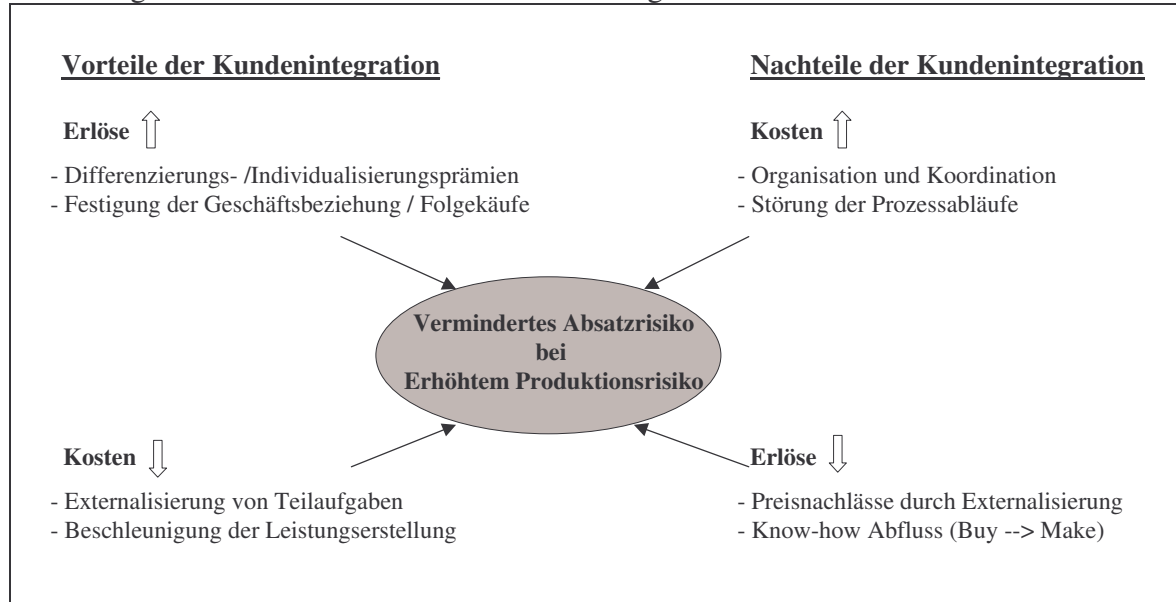 Vorteile der Kundenintegration
Erlöse
- Differenzierungs- /Individualisierungsprämien
- Festigung der Geschäftsbeziehung / Folgekäufe
Nachteile der Kundenintegration
Kosten
- Organisation und Koordination
- Störung der Prozessabläufe
Vermindertes Absatzrisiko
bei
Erhöhtem Produktionsrisiko
Kosten
- Externalisierung von Teilaufgaben
- Beschleunigung der Leistungserstellung
Erlöse
- Preisnachlässe durch Externalisierung
- Know-how Abfluss (Buy --> Make)